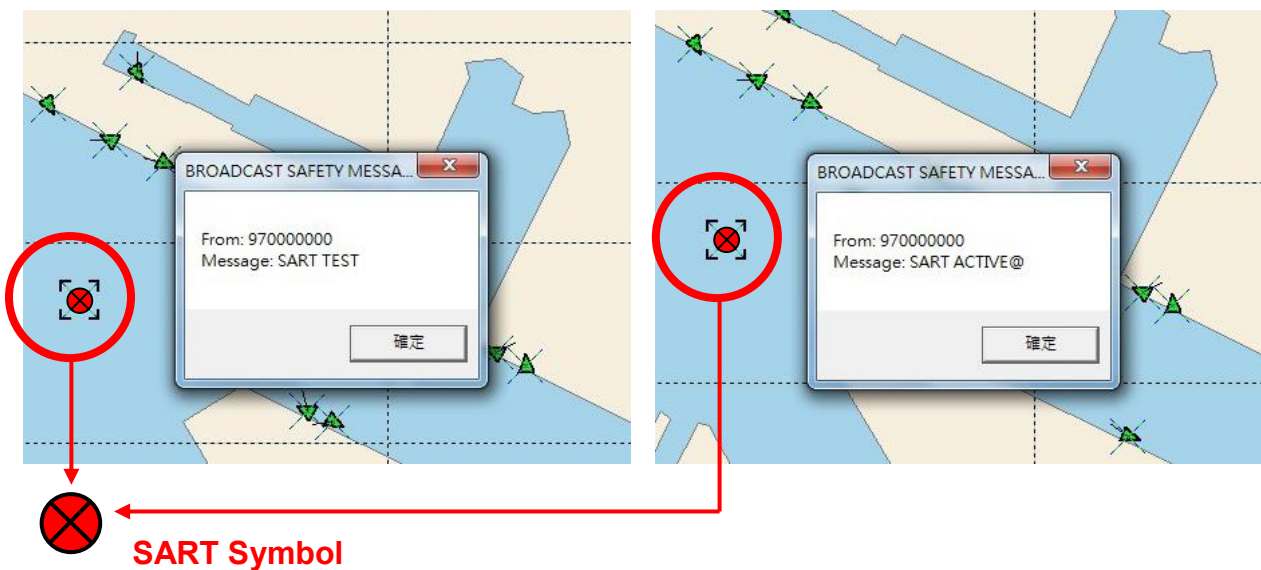 BROADCAST SAFETY MESSA...
From: 970000000
Message: SART TEST
確定
BROADCAST SAFETY MESSA...
From: 970000000
Message: SART ACTIVE@
確定
SART Symbol